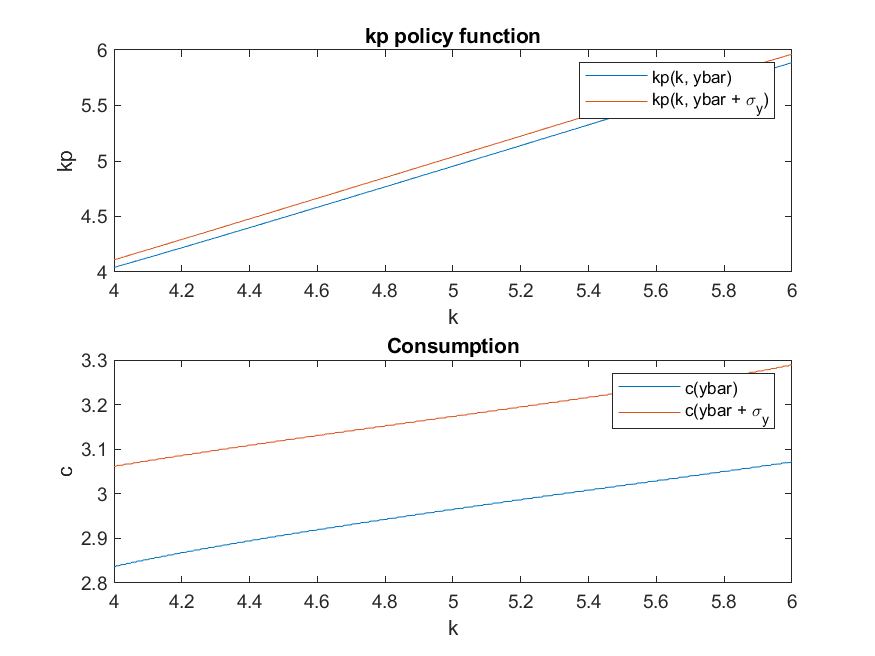 kp policy function
6
5.5
5
4.5
4
kp
kp(k, ybar)
kp(k, ybar + σy)
4 4.2 4.4 4.6 4.8 5 5.2 5.4 5.6 5.8 6
k
Consumption
3.3
3.2
3.1
3
2.9
2.8
c
c(ybar)
c(ybar + σy
4 4.2 4.4 4.6 4.8 5 5.2 5.4 5.6 5.8 6
k